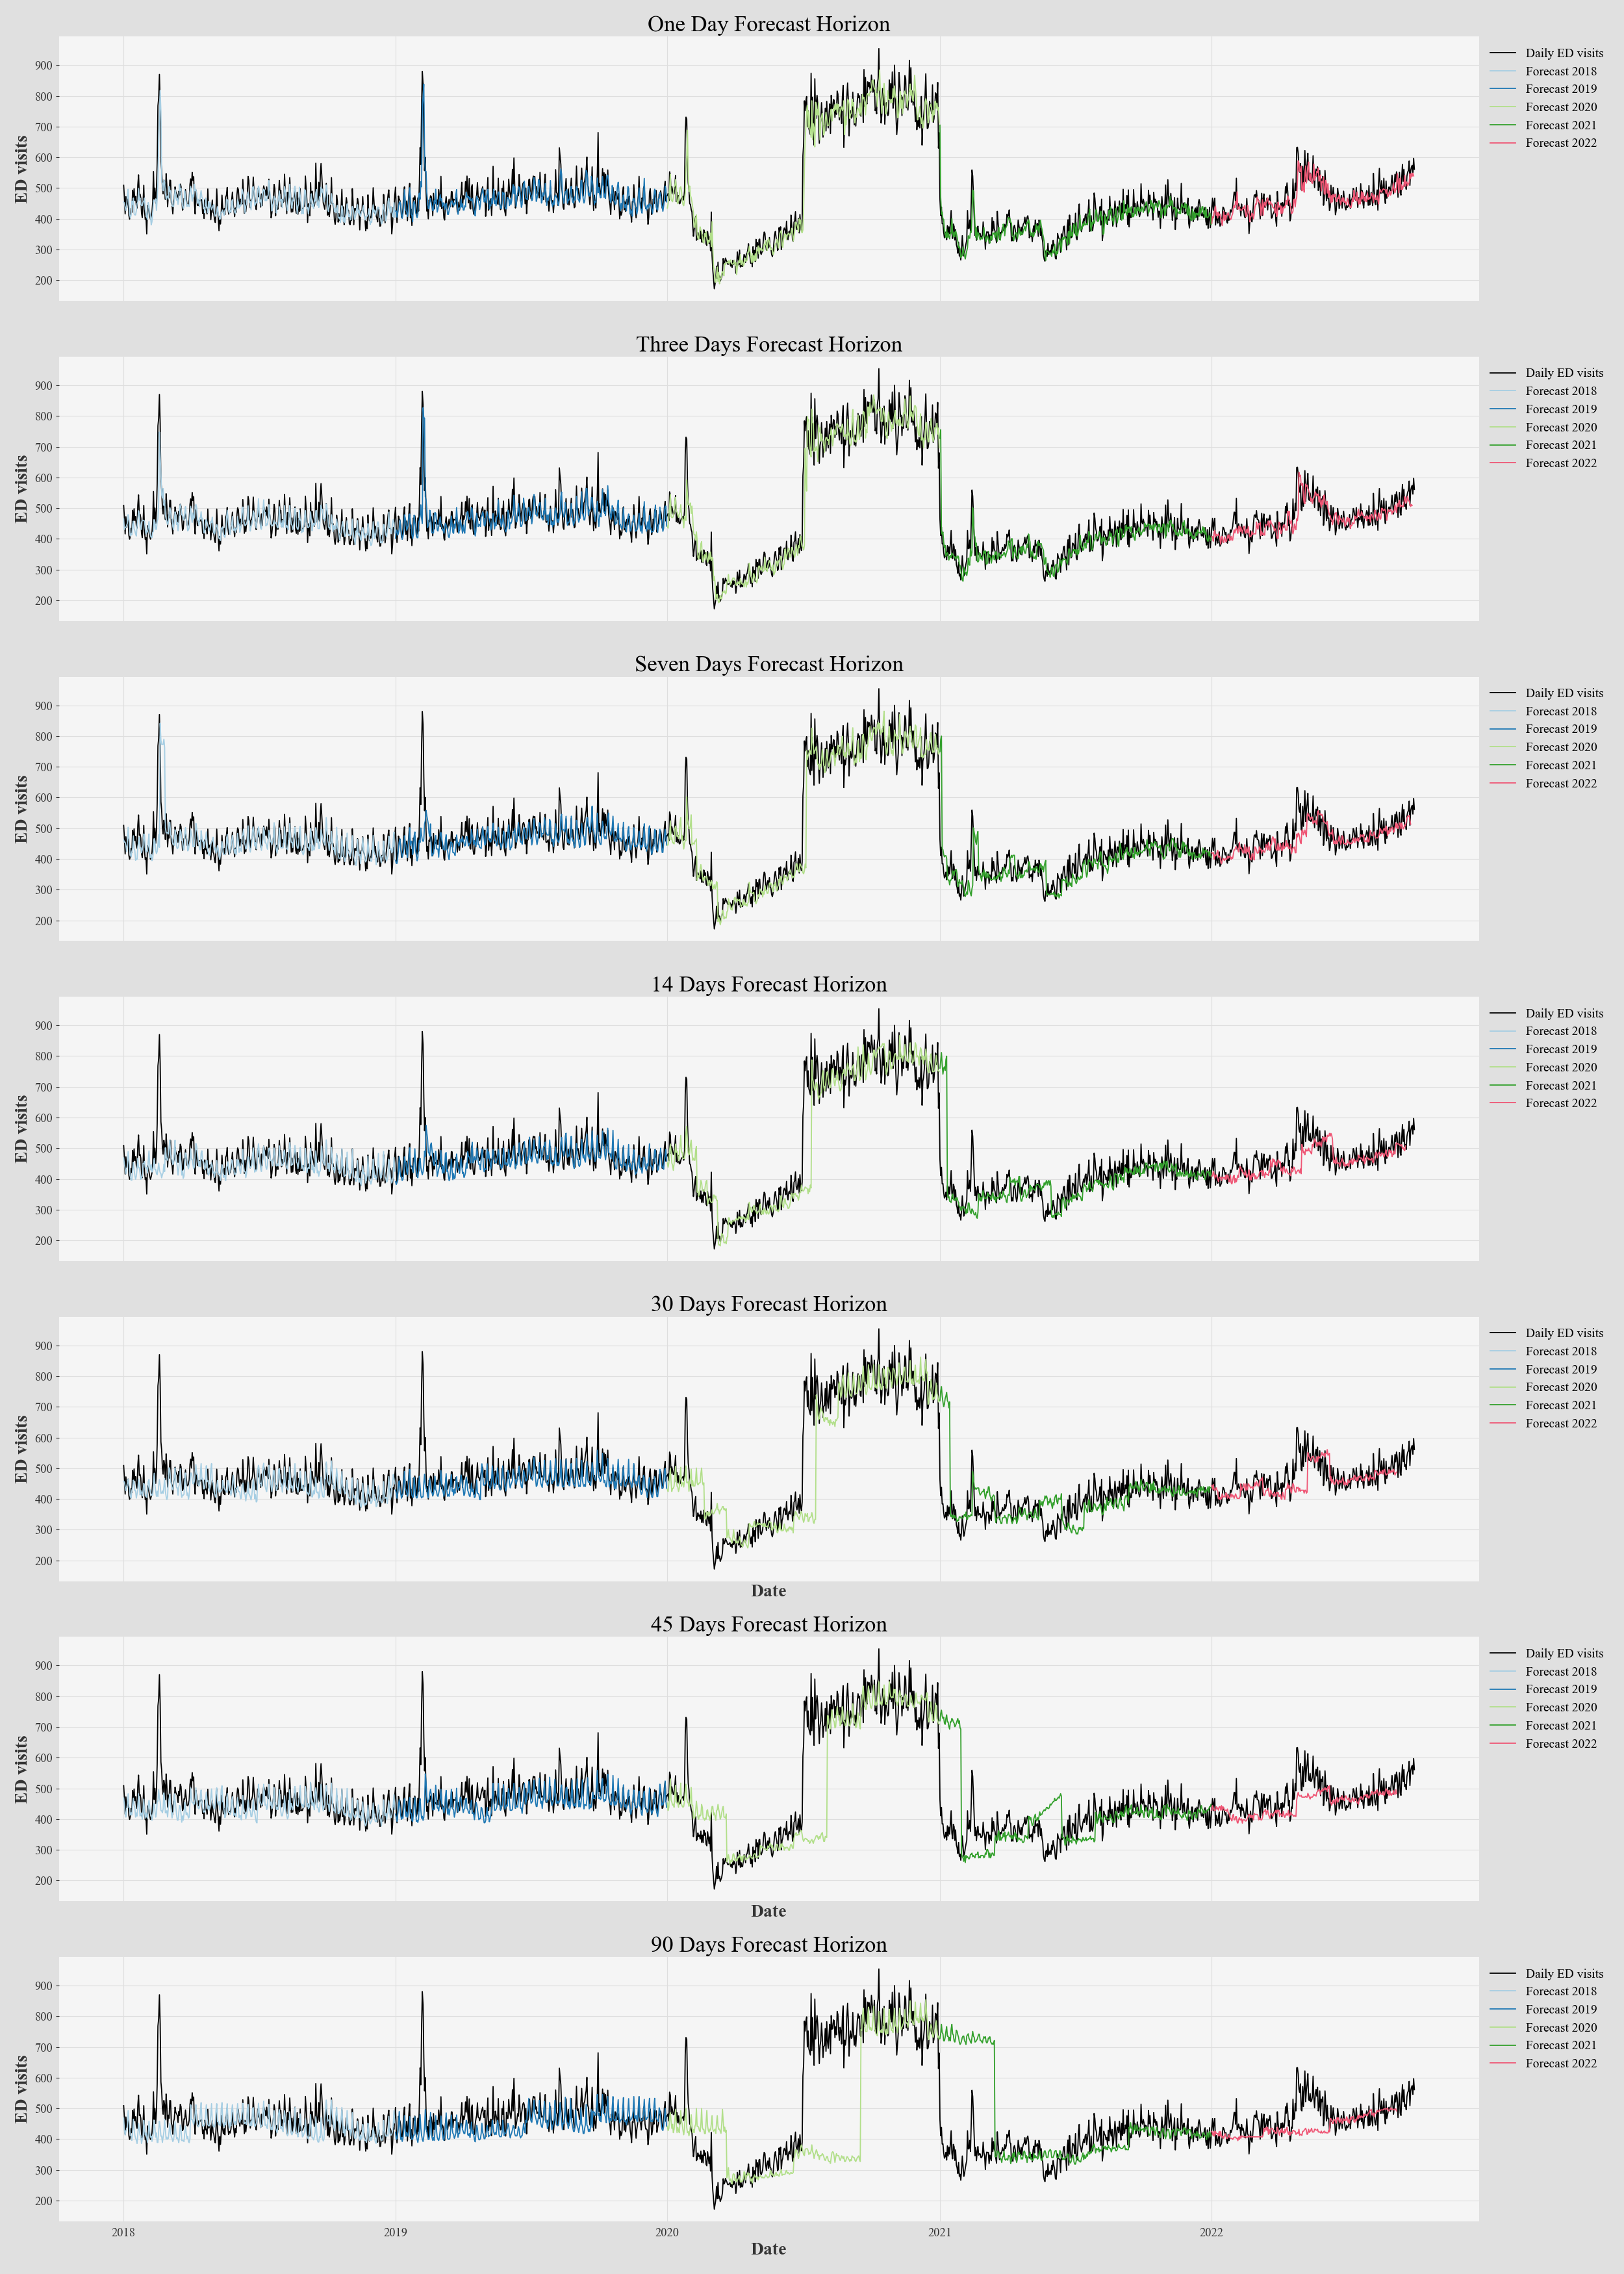 One Day Forecast Horizon
900
800
700
600
500
400
300
200
ED visits
Daily ED visits
Forecast 2018
Forecast 2019
Forecast 2020
Forecast 2021
Forecast 2022
Three Days Forecast Horizon
900
800
700
600
500
400
300
200
ED visits
Daily ED visits
Forecast 2018
Forecast 2019
Forecast 2020
Forecast 2021
Forecast 2022
Seven Days Forecast Horizon
900
800
700
600
500
400
300
200
ED visits
Daily ED visits
Forecast 2018
Forecast 2019
Forecast 2020
Forecast 2021
Forecast 2022
14 Days Forecast Horizon
900
800
700
600
500
400
300
200
ED visits
Daily ED visits
Forecast 2018
Forecast 2019
Forecast 2020
Forecast 2021
Forecast 2022
30 Days Forecast Horizon
900
800
700
600
500
400
300
200
ED visits
Daily ED visits
Forecast 2018
Forecast 2019
Forecast 2020
Forecast 2021
Forecast 2022
Date
45 Days Forecast Horizon
900
800
700
600
500
400
300
200
ED visits
Daily ED visits
Forecast 2018
Forecast 2019
Forecast 2020
Forecast 2021
Forecast 2022
Date
90 Days Forecast Horizon
900
800
700
600
500
400
300
200
ED visits
Daily ED visits
Forecast 2018
Forecast 2019
Forecast 2020
Forecast 2021
Forecast 2022
2018
2019
2020
2021
2022
Date